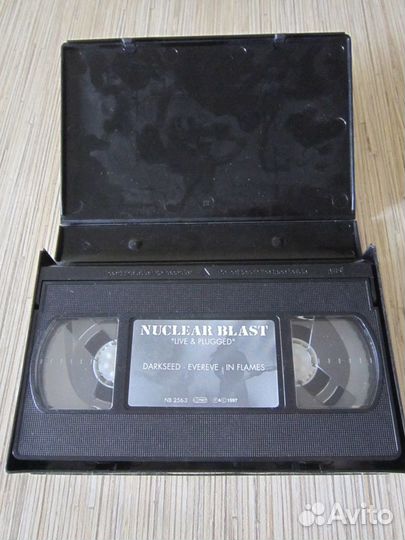 NUCLEAR BLAST
"LIVE & PLUGGED"
DARKSEED - EVEREVE - IN FLAMES
NB 256.3 ℗&© 1997
Avito